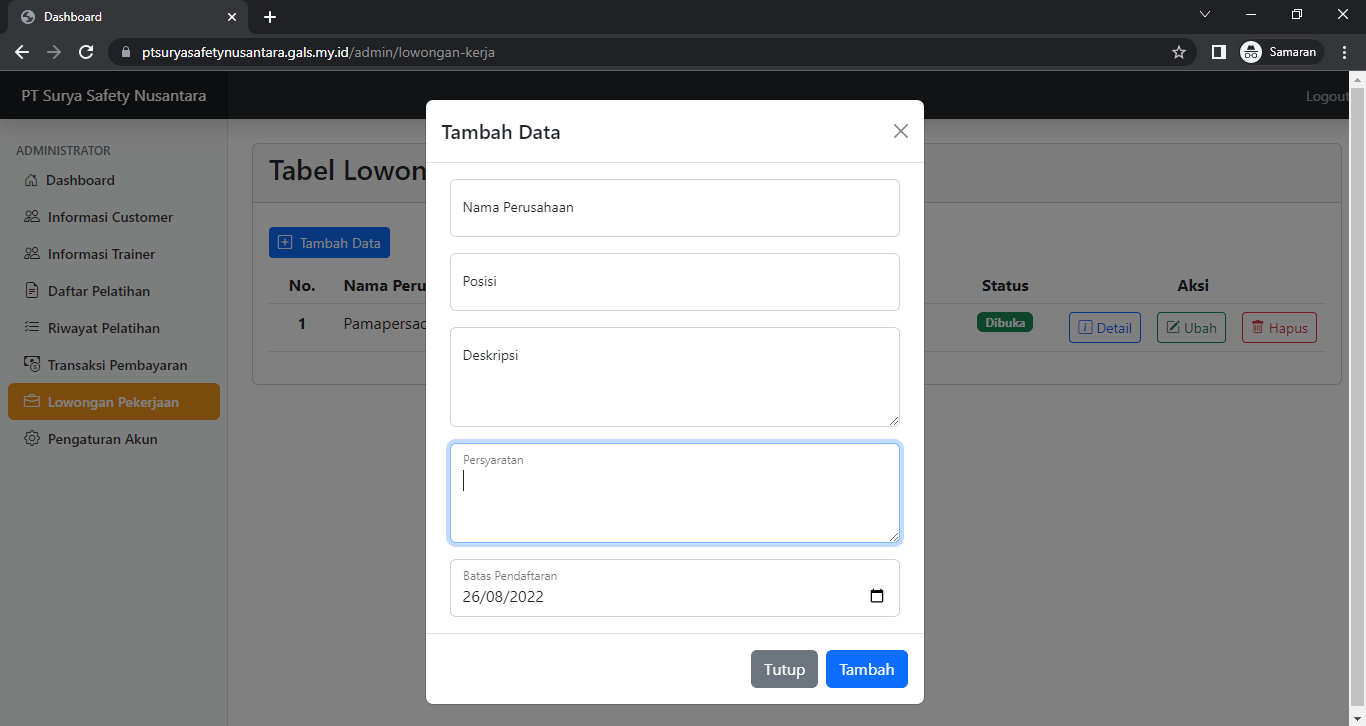 Dashboard
ptsuryasafetynusantara.gals.my.id/admin/lowongan-kerja
Samaran
PT Surya Safety Nusantara
Logout
ADMINISTRATOR
Dashboard
Informasi Customer
Informasi Trainer
Daftar Pelatihan
Riwayat Pelatihan
Transaksi Pembayaran
Lowongan Pekerjaan
Pengaturan Akun
Tabel Lowon
Tambah Data
No. Nama Peru Status Aksi
1 Pamapersad Dibuka Detail Ubah Hapus
Tambah Data
Nama Perusahaan
Posisi
Deskripsi
Persyaratan
Batas Pendaftaran
26/08/2022
Tutup Tambah